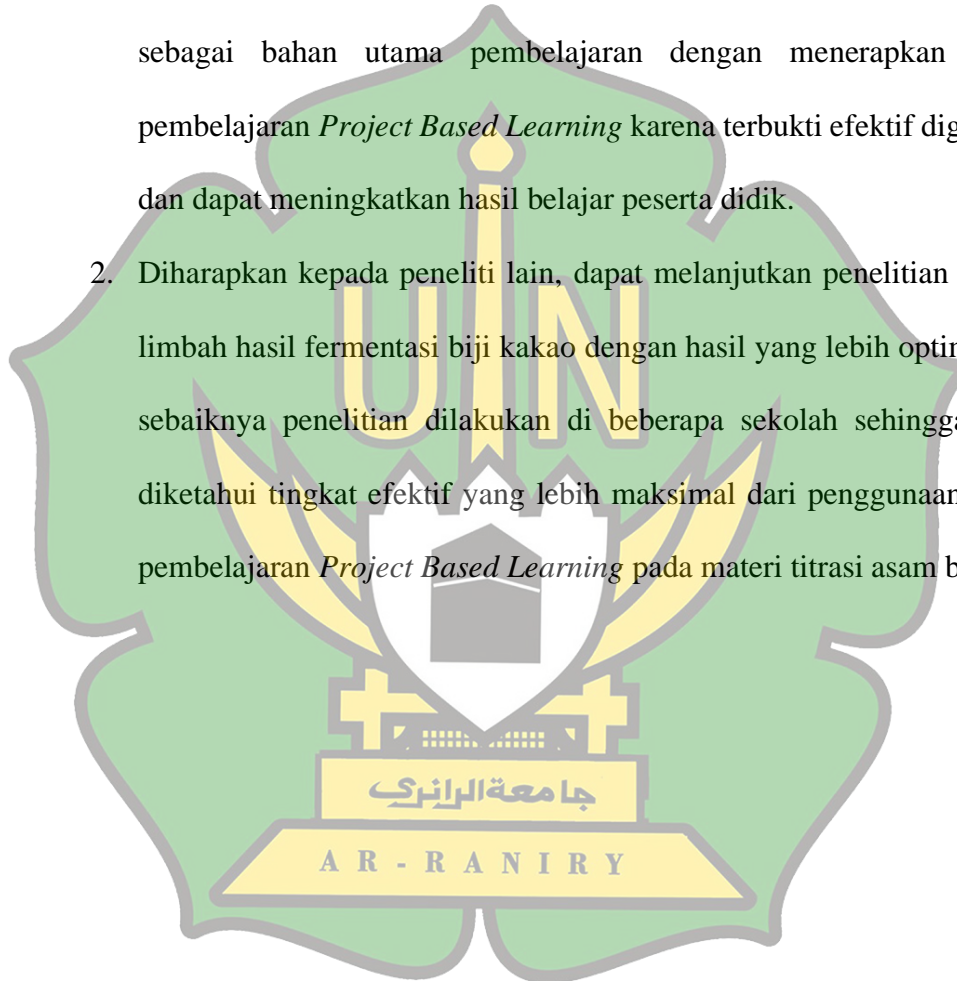 sebagai bahan utama pembelajaran dengan menerapkan
pembelajaran Project Based Learning karena terbukti efektif dig
dan dapat meningkatkan hasil belajar peserta didik.
2. Diharapkan kepada peneliti lain, dapat melanjutkan penelitian
limbah hasil fermentasi biji kakao dengan hasil yang lebih optim
sebaiknya penelitian dilakukan di beberapa sekolah sehingga
diketahui tingkat efektif yang lebih maksimal dari penggunaan
pembelajaran Project Based Learning pada materi titrasi asam b
UIN
جامعةالرانري
AR-RANIRY